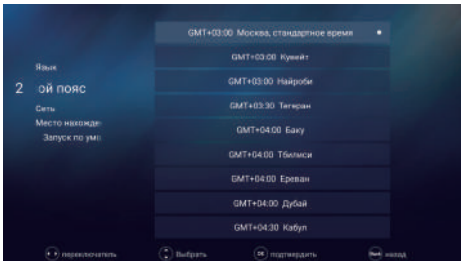 GMT+03:00 Москва, стандартное время
GMT+03:00 Кувейт
Язык
GMT+03:00 Найроби
2 ой пояс
GMT+03:30 Тегеран
Сеть
Место нахожде
GMT+04:00 Баку
Запуск по умо
GMT+04:00 Тбилиси
GMT+04:00 Ереван
GMT+04:00 Дубай
GMT+04:30 Кабул
переключатель Выбрать OK подтвердить Back назад